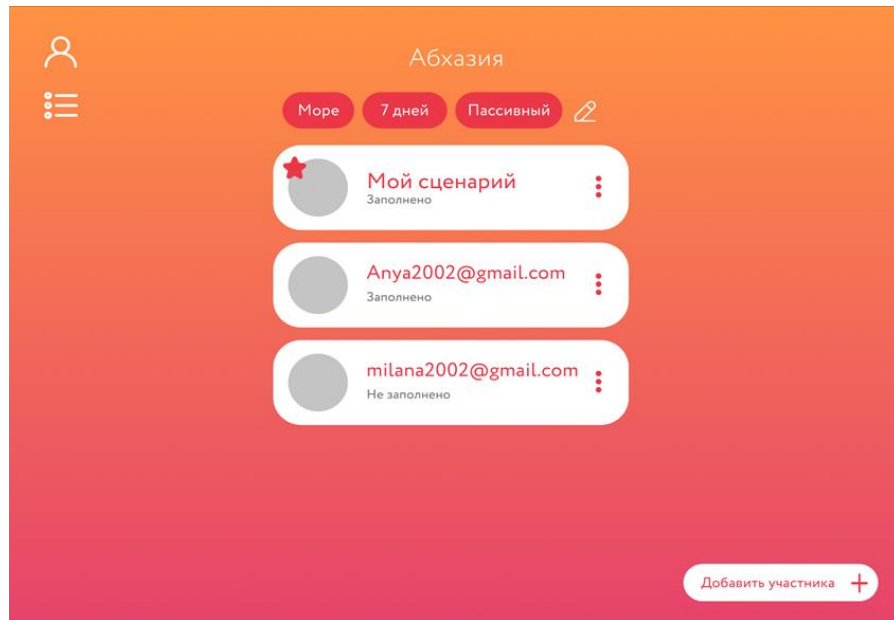 Абхазия
Море 7 дней Пассивный
Мой сценарий
Заполнено
Anya2002@gmail.com
Заполнено
milana2002@gmail.com
Не заполнено
Добавить участника